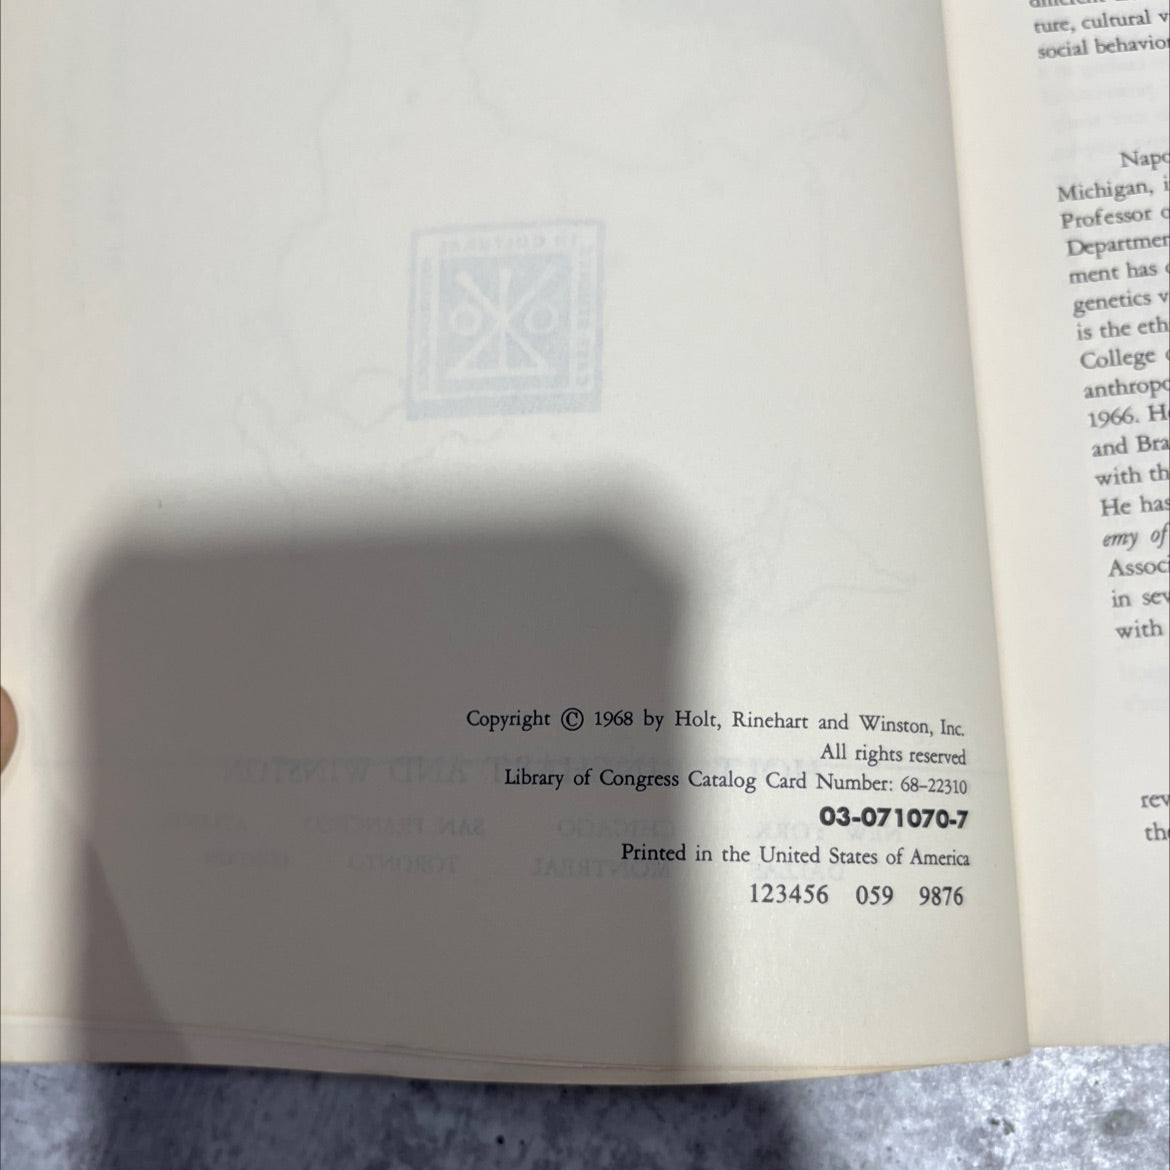 Copyright © 1968 by Holt, Rinehart and Winston, Inc.
All rights reserved
Library of Congress Catalog Card Number: 68–22310
03-071070-7
Printed in the United States of America
123456 059 9876
ture, cultural v
social behavio
Napo
Michigan, i
Professor o
Departmen
ment has
genetics v
is the eth
College
anthropo
1966. H
and Bra
with th
He has
emy of
Associ
in sev
with
rev
the